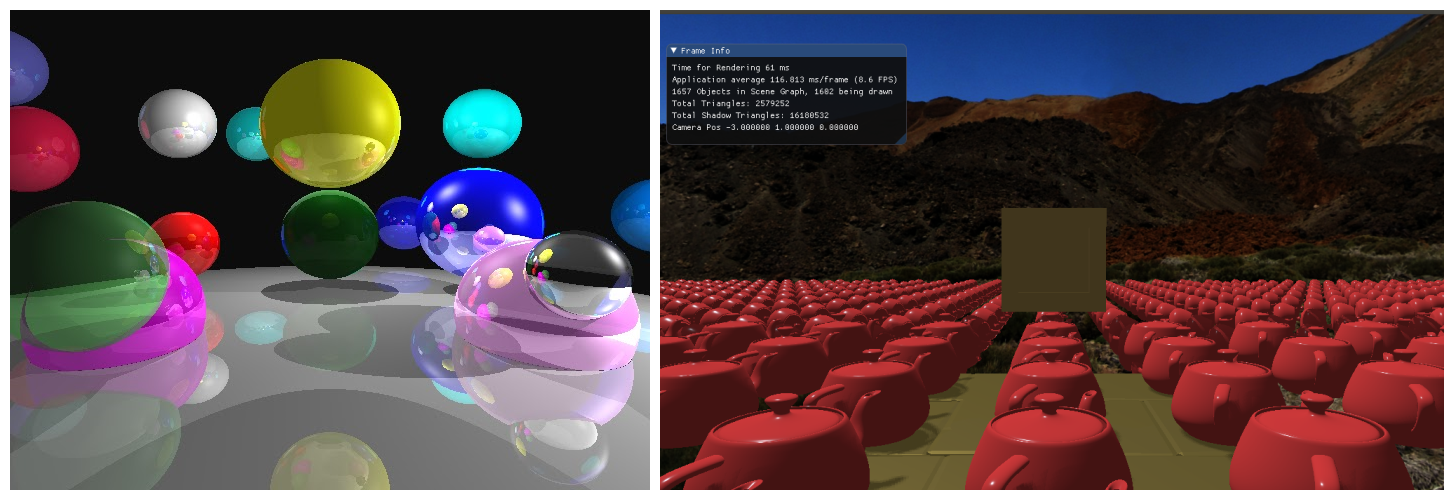 ▼ Frame Info
Time for Rendering 61 ms
Application average 116.813 ms/frame (8.6 FPS)
1657 Objects in Scene Graph, 1602 being drawn
Total Triangles: 2579252
Total Shadow Triangles: 16180532
Camera Pos -3.000000 1.000000 0.000000